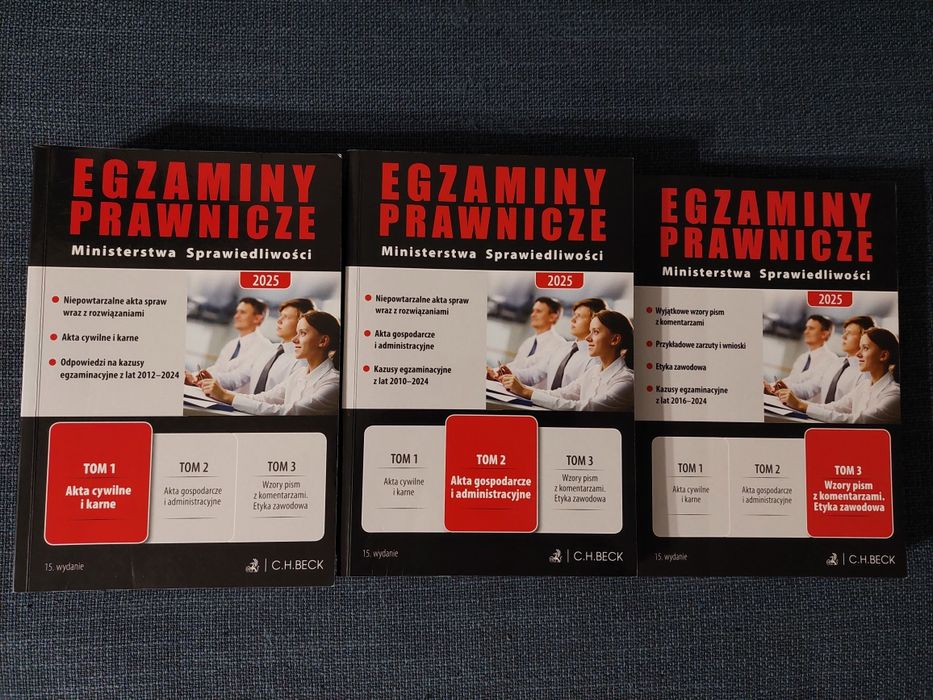 EGZAMINY
PRAWNICZE
Ministerstwa Sprawiedliwości
2025
Niepowtarzalne akta spraw
wraz z rozwiązaniami
Akta cywilne i karne
Odpowiedzi na kazusy
egzaminacyjne z lat 2012–2024
TOM 1
Akta cywilne
i karne
TOM 2
Akta gospodarcze
i administracyjne
TOM 3
Wzory pism
z komentarzami.
Etyka zawodowa
15. wydanie
C.H.BECK
EGZAMINY
PRAWNICZE
Ministerstwa Sprawiedliwości
2025
Niepowtarzalne akta spraw
wraz z rozwiązaniami
Akta gospodarcze
i administracyjne
Kazusy egzaminacyjne
z lat 2010–2024
TOM 1
Akta cywilne
i karne
TOM 2
Akta gospodarcze
i administracyjne
TOM 3
Wzory pism
z komentarzami.
Etyka zawodowa
15. wydanie
C.H.BECK
EGZAMINY
PRAWNICZE
Ministerstwa Sprawiedliwości
2025
Wyjątkowe wzory pism
z komentarzami
Przykładowe zarzuty i wnioski
Etyka zawodowa
Kazusy egzaminacyjne
z lat 2016–2024
TOM 1
Akta cywilne
i karne
TOM 2
Akta gospodarcze
i administracyjne
TOM 3
Wzory pism
z komentarzami.
Etyka zawodowa
15. wydanie
C.H.BECK